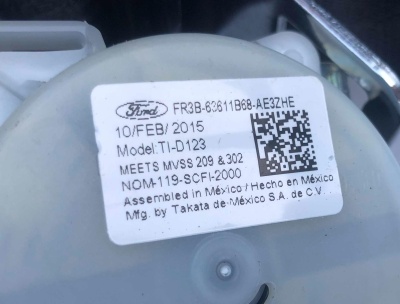 Ford FR3B-63611B68-AE3ZHE
10/FEB/2015
Model:TI-D123
MEETS MVSS 209 & 302
NOM-119-SCFI-2000
Assembled in México / Hecho en México
Mfg. by Takata de México S.A. de C.V.